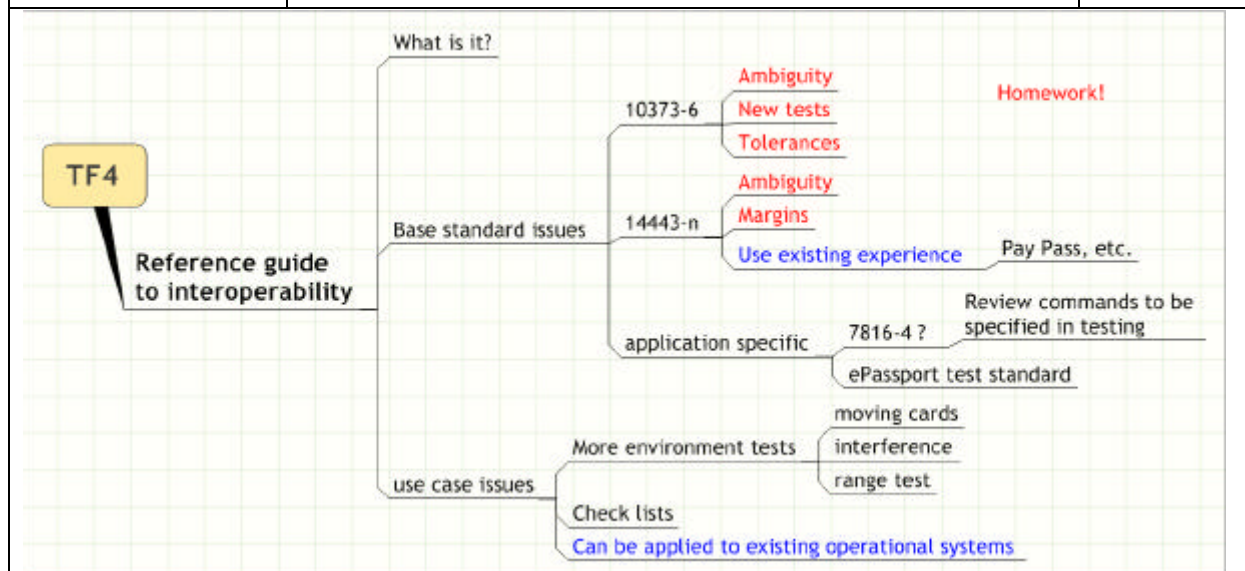 What is it?
Ambiguity
Homework!
10373-6
New tests
Tolerances
TF4
Ambiguity
14443-n
Margins
Base standard issues
Use existing experience
Pay Pass, etc.
Reference guide
to interoperability
Review commands to be
specified in testing
7816-4 ?
application specific
ePassport test standard
moving cards
More environment tests
interference
range test
use case issues
Check lists
Can be applied to existing operational systems